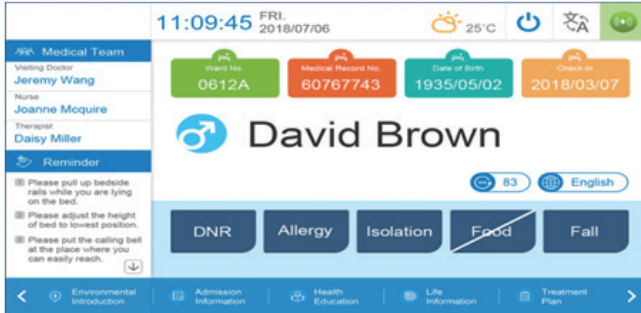 11:09:45 FRI.
2018/07/06
25°C
Medical Team
Visiting Doctor
Jeremy Wang
Nurse
Joanne Mcquire
Therapist
Daisy Miller
Reminder
1 Please pull up bedside
rails while you are lying
on the bed.
2 Please adjust the height
of bed to lowest position.
3 Please put the calling bell
at the place where you
can easily reach.
Ward No.
0612A
Medical Record No.
60767743
Date of Birth
1935/05/02
Check-in
2018/03/07
David Brown
83
English
DNR
Allergy
Isolation
Food
Fall
Environmental
Introduction
Admission
Information
Health
Education
Life
Information
Treatment
Plan